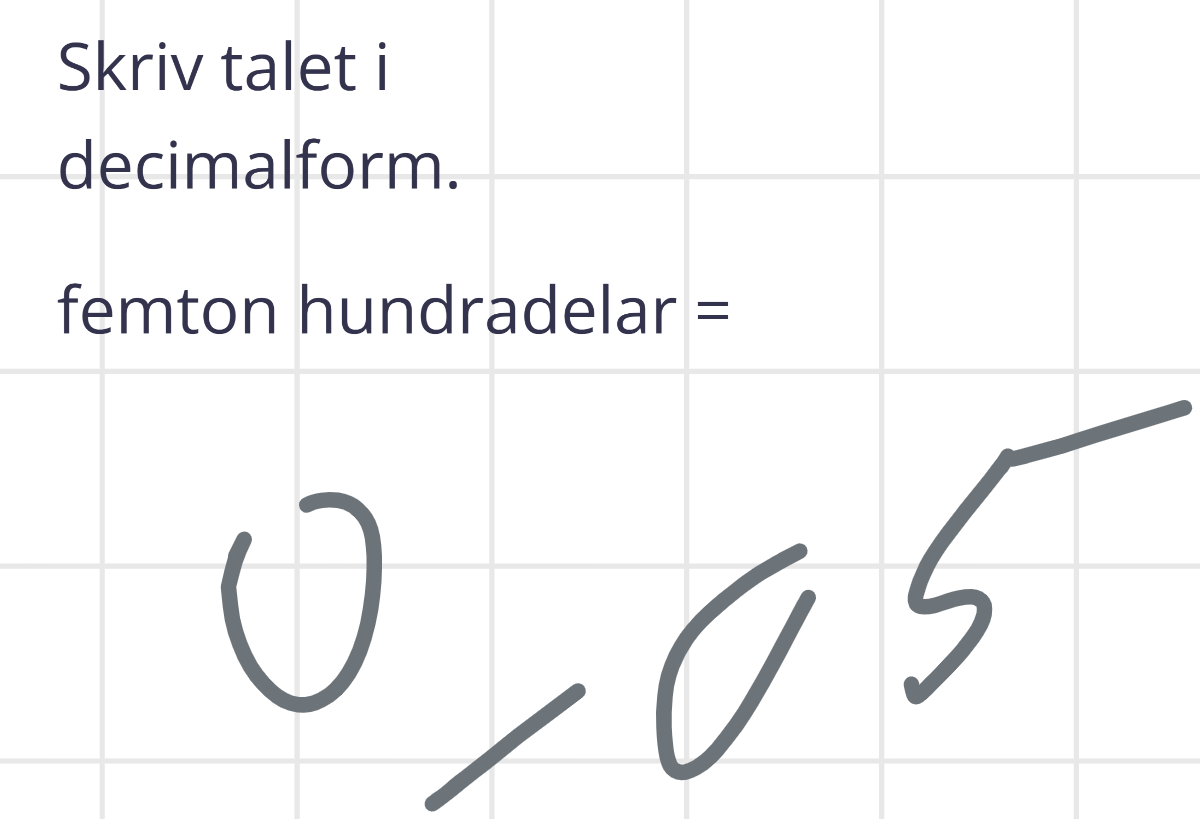 Skriv talet i
decimalform.
femton hundradelar =
0,05